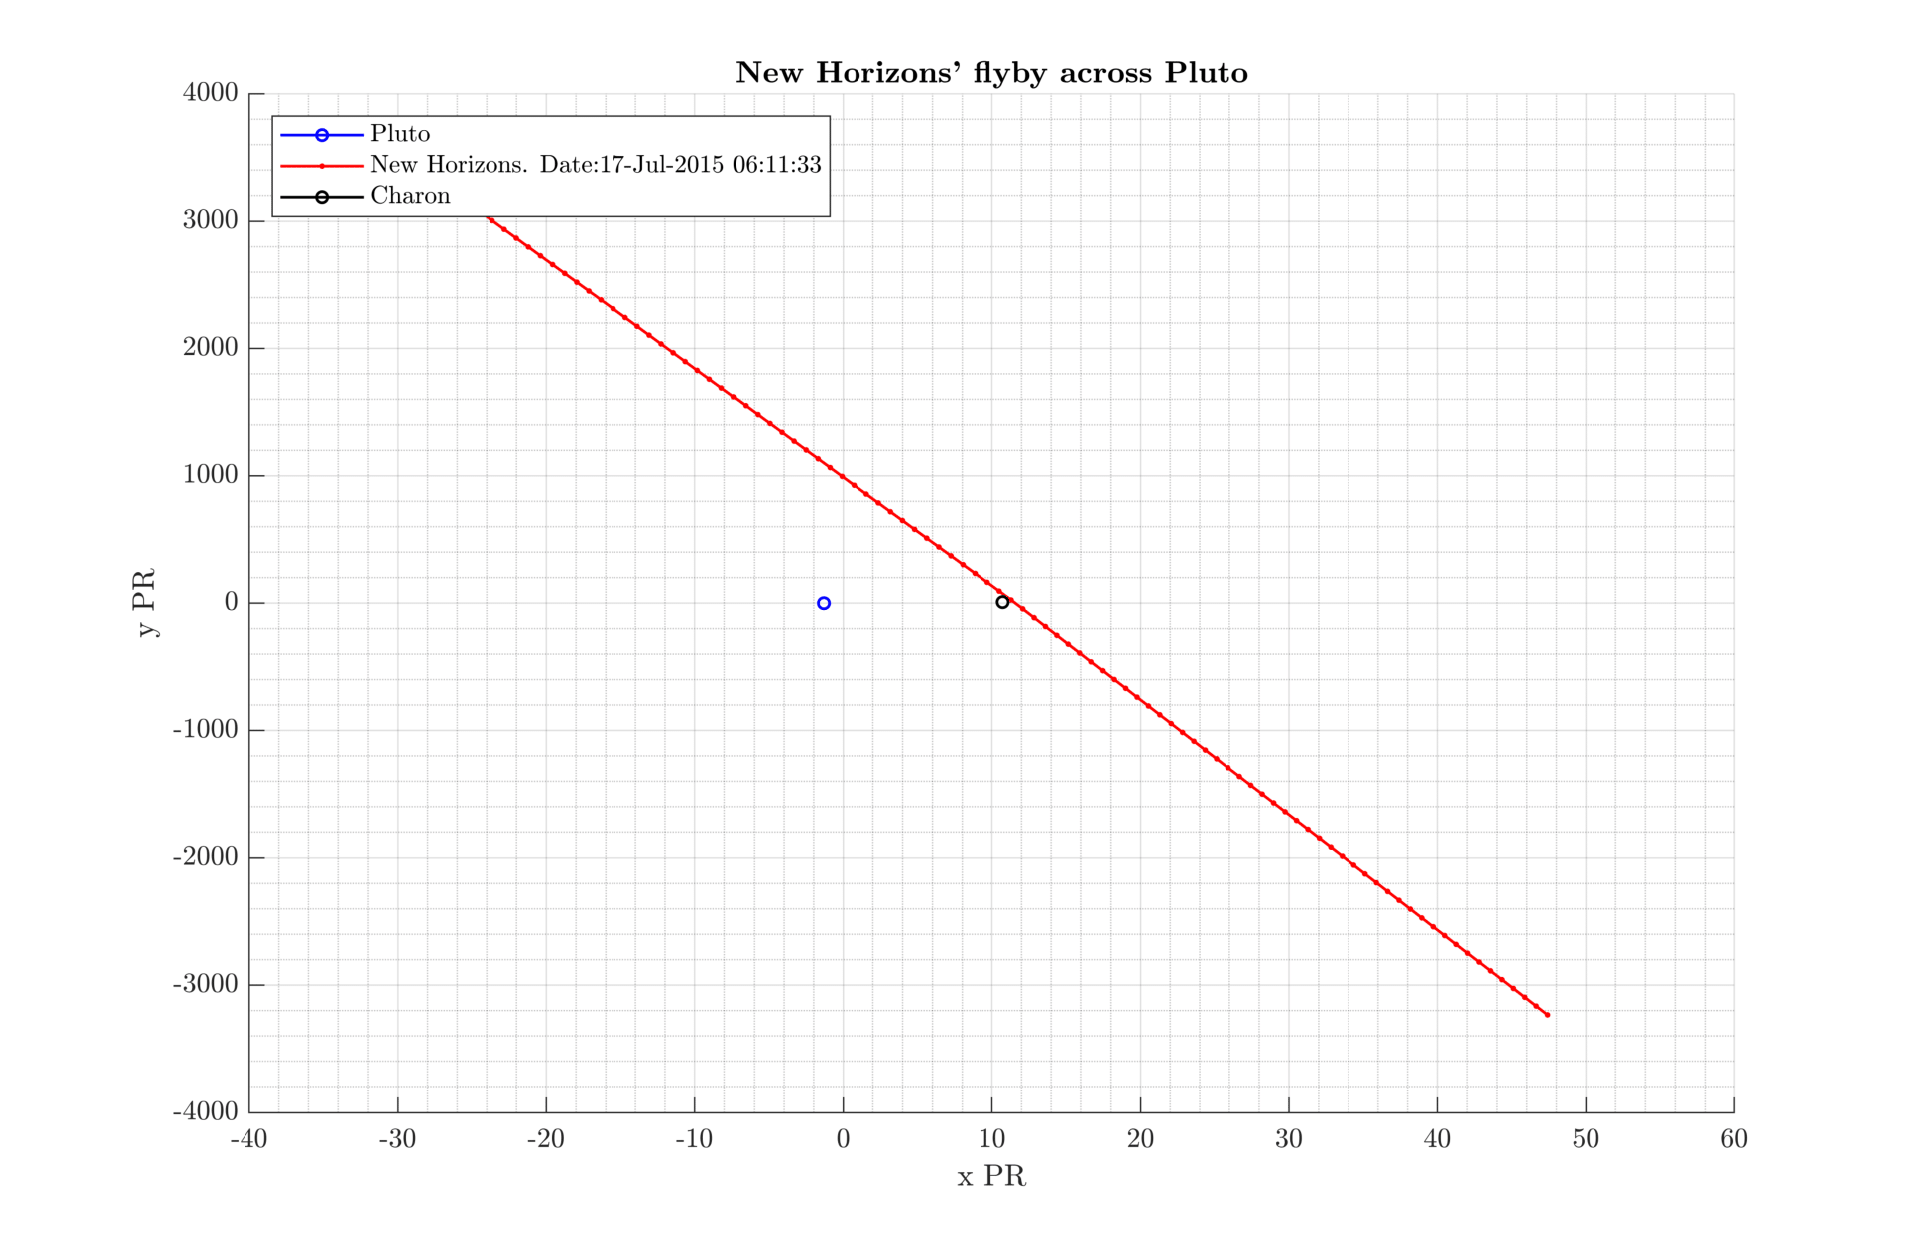 New Horizons' flyby across Pluto
4000
3000
2000
1000
0
-1000
-2000
-3000
-4000
y PR
Pluto
New Horizons. Date:17-Jul-2015 06:11:33
Charon
-40 -30 -20 -10 0 10 20 30 40 50 60
x PR